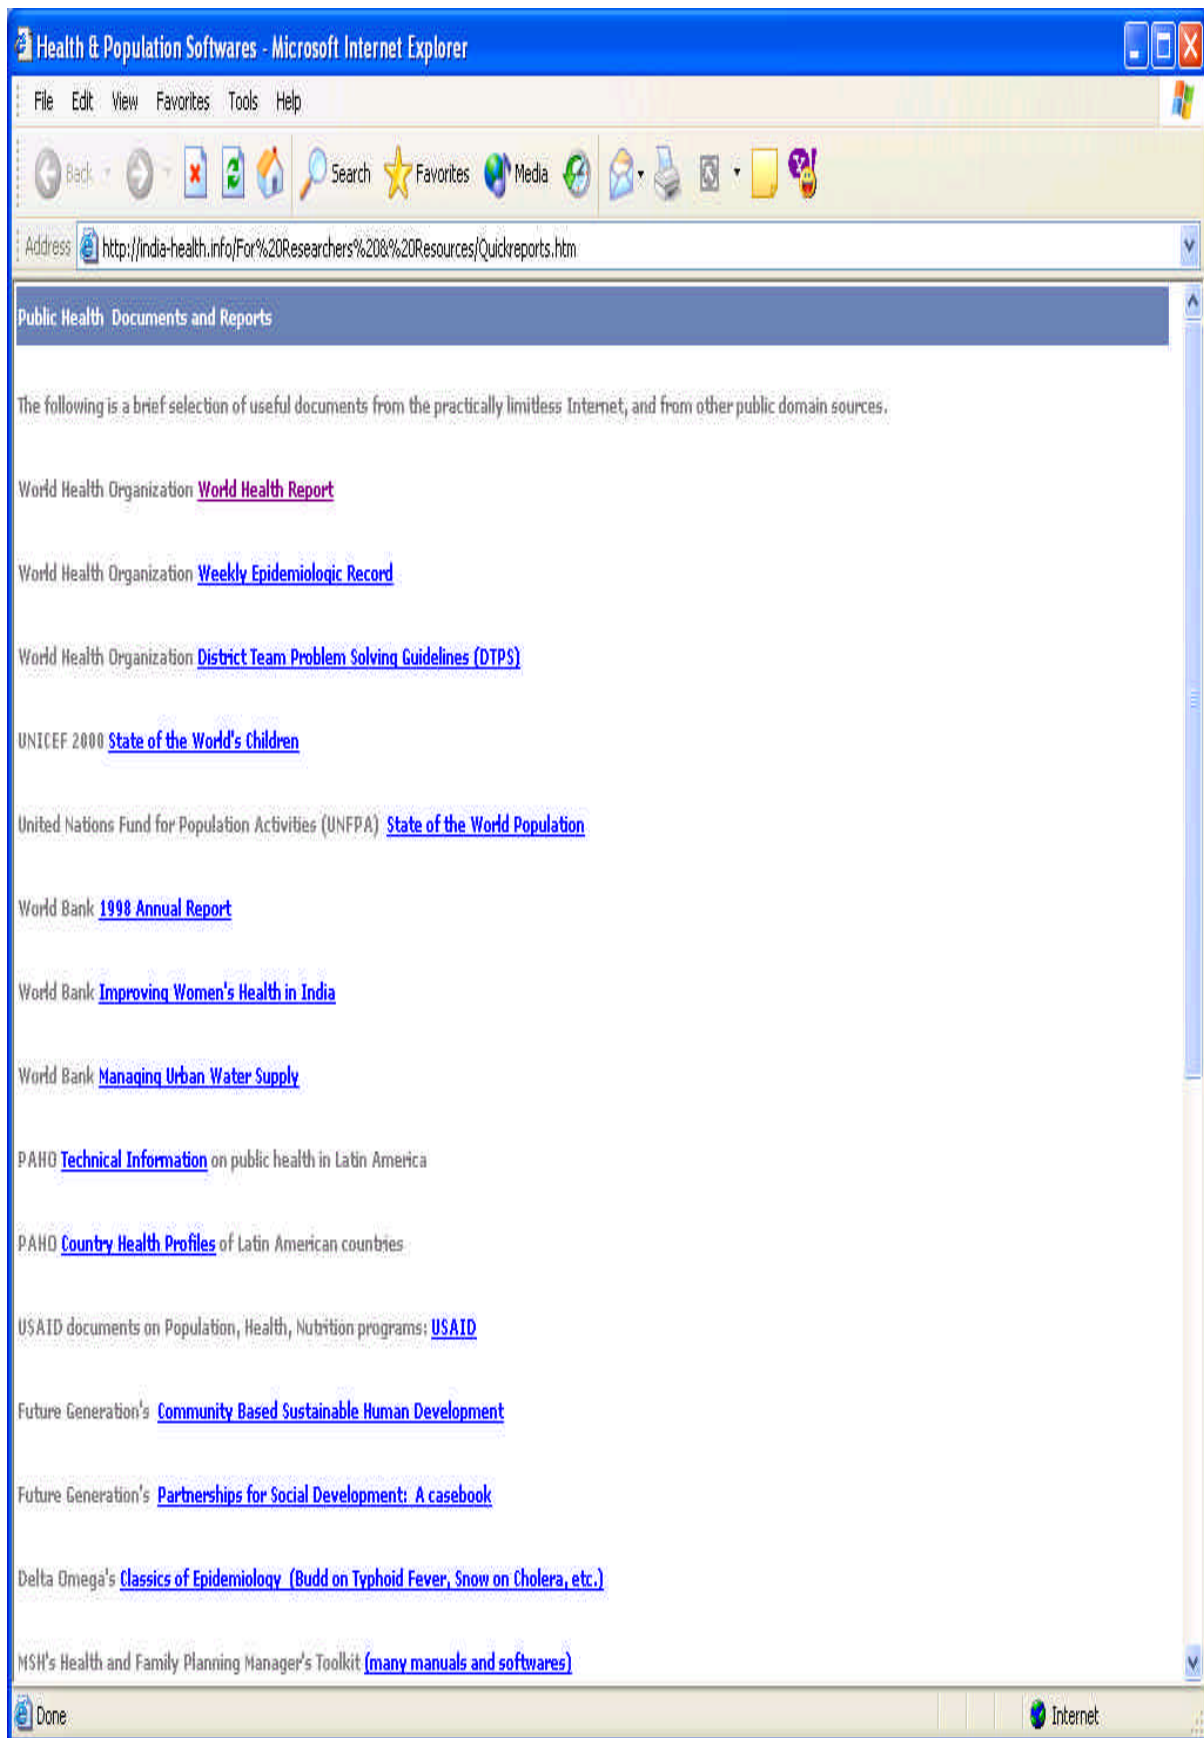 Health & Population Softwares - Microsoft Internet Explorer
File Edit View Favorites Tools Help
Back Search Favorites Media
Address http://india-health.info/For%20Researchers%20&%20Resources/Quickreports.htm
Public Health Documents and Reports
The following is a brief selection of useful documents from the practically limitless Internet, and from other public domain sources.
World Health Organization World Health Report
World Health Organization Weekly Epidemiologic Record
World Health Organization District Team Problem Solving Guidelines (DTPS)
UNICEF 2000 State of the World's Children
United Nations Fund for Population Activities (UNFPA) State of the World Population
World Bank 1998 Annual Report
World Bank Improving Women's Health in India
World Bank Managing Urban Water Supply
PAHO Technical Information on public health in Latin America
PAHO Country Health Profiles of Latin American countries
USAID documents on Population, Health, Nutrition programs: USAID
Future Generation's Community Based Sustainable Human Development
Future Generation's Partnerships for Social Development: A casebook
Delta Omega's Classics of Epidemiology (Budd on Typhoid Fever, Snow on Cholera, etc.)
MSH's Health and Family Planning Manager's Toolkit (many manuals and softwares)
Done Internet